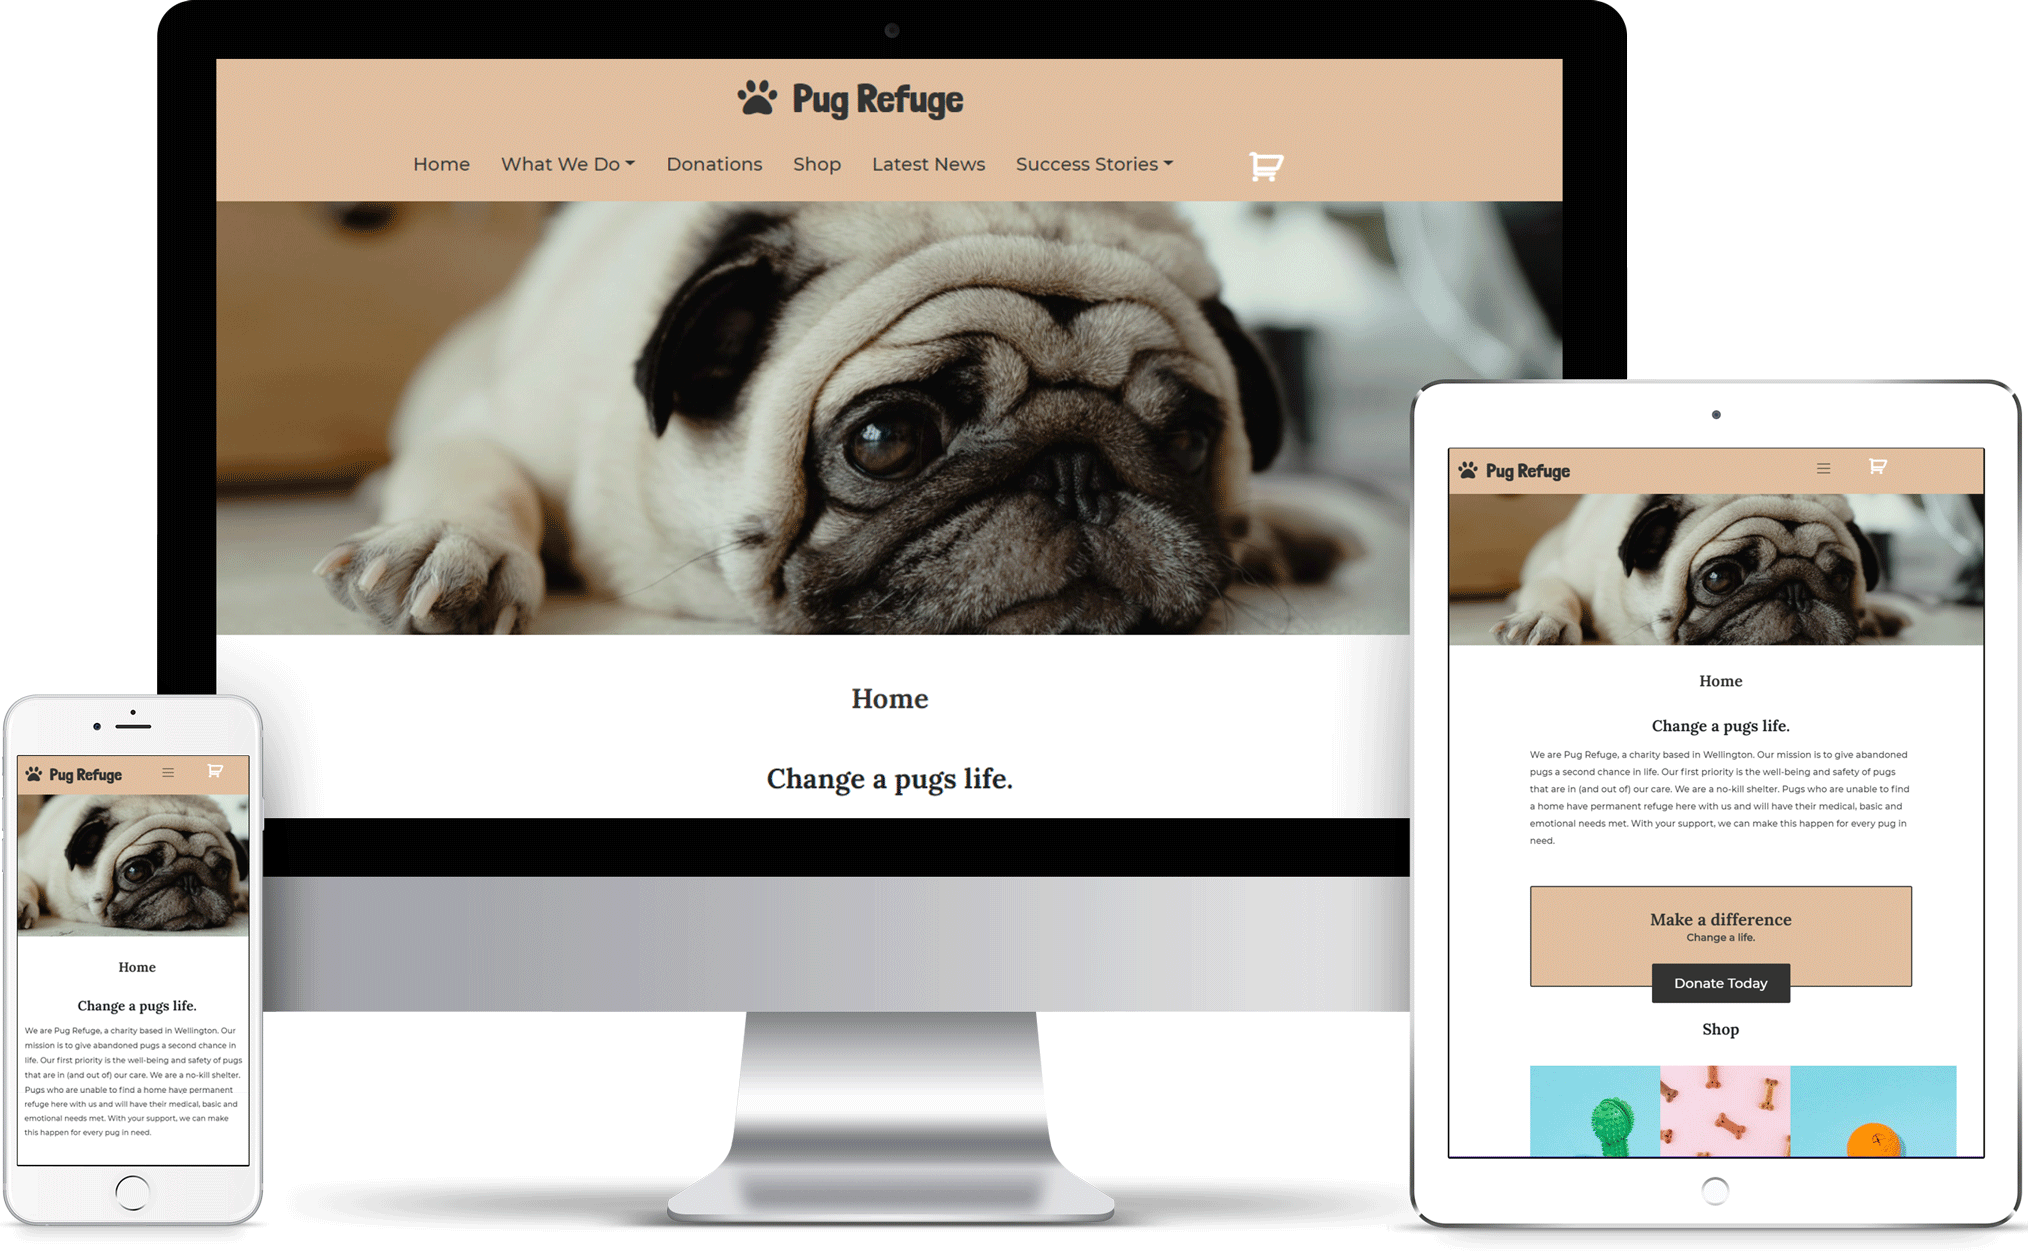 Pug Refuge
Home What We Do Donations Shop Latest News Success Stories
Home
Change a pugs life.
Pug Refuge
Home
Change a pugs life.
We are Pug Refuge, a charity based in Wellington. Our mission is to give abandoned
pugs a second chance in life. Our first priority is the well-being and safety of pugs
that are in (and out of) our care. We are a no-kill shelter. Pugs who are unable to find
a home have permanent refuge here with us and will have their medical, basic and
emotional needs met. With your support, we can make this happen for every pug in
need.
Make a difference
Change a life.
Donate Today
Shop
Pug Refuge
Home
Change a pugs life.
We are Pug Refuge, a charity based in Wellington. Our
mission is to give abandoned pugs a second chance in
life. Our first priority is the well-being and safety of pugs
that are in (and out of) our care. We are a no-kill shelter.
Pugs who are unable to find a home have permanent
refuge here with us and will have their medical, basic and
emotional needs met. With your support, we can make
this happen for every pug in need.